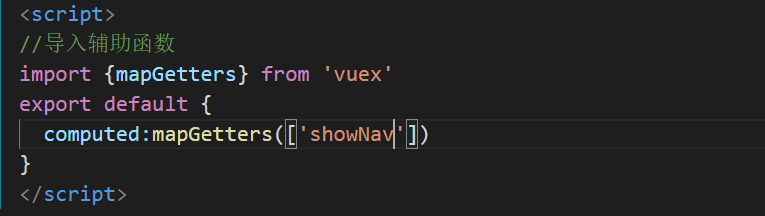 <script>
//导入辅助函数
import {mapGetters} from 'vuex'
export default {
  computed:mapGetters(['showNav'])
}
</script>